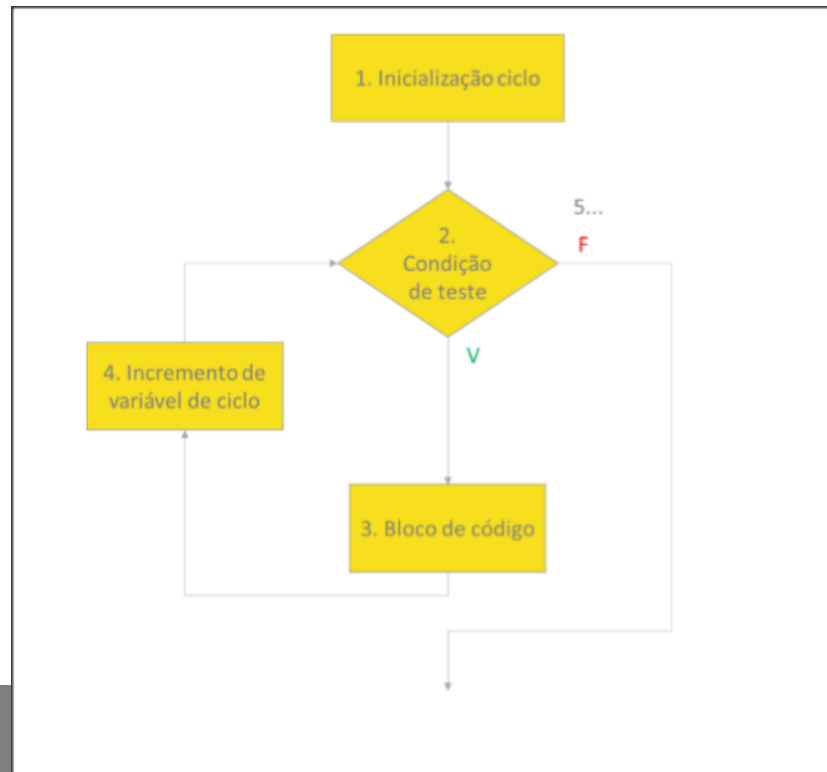 1. Inicialização ciclo
5...
2.
Condição
de teste
F
V
4. Incremento de
variável de ciclo
3. Bloco de código